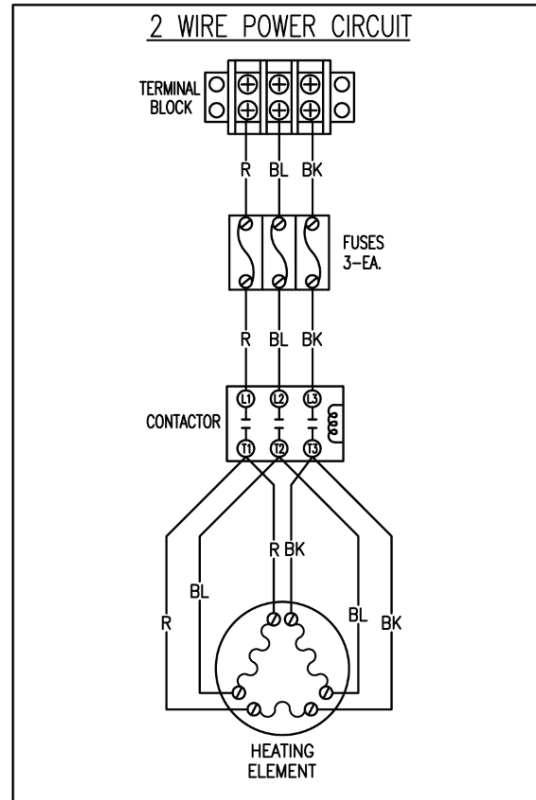 2 WIRE POWER CIRCUIT
TERMINAL
BLOCK
R BL BK
FUSES
3-EA.
R BL BK
CONTACTOR
L1 L2 L3
T1 T2 T3
R BK
BL
R
BL
BK
HEATING
ELEMENT